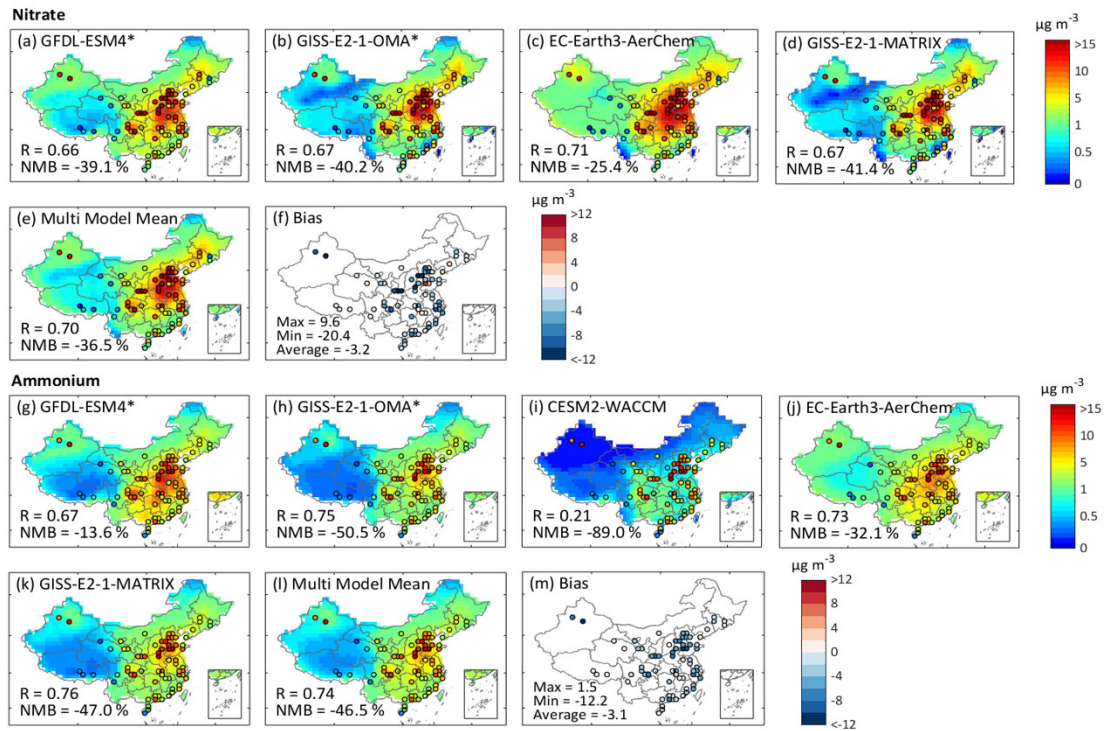 Nitrate
(a) GFDL-ESM4*
R = 0.66
NMB = -39.1 %
(b) GISS-E2-1-OMA*
R = 0.67
NMB = -40.2 %
(c) EC-Earth3-AerChem
R = 0.71
NMB = -25.4 %
(d) GISS-E2-1-MATRIX
R = 0.67
NMB = -41.4 %
μg m⁻³
>15
10
5
1
0.5
0
(e) Multi Model Mean
R = 0.70
NMB = -36.5 %
(f) Bias
Max = 9.6
Min = -20.4
Average = -3.2
μg m⁻³
>12
8
4
0
-4
-8
<-12
Ammonium
(g) GFDL-ESM4*
R = 0.67
NMB = -13.6 %
(h) GISS-E2-1-OMA*
R = 0.75
NMB = -50.5 %
(i) CESM2-WACCM
R = 0.21
NMB = -89.0 %
(j) EC-Earth3-AerChem
R = 0.73
NMB = -32.1 %
μg m⁻³
>15
10
5
1
0.5
0
(k) GISS-E2-1-MATRIX
R = 0.76
NMB = -47.0 %
(l) Multi Model Mean
R = 0.74
NMB = -46.5 %
(m) Bias
Max = 1.5
Min = -12.2
Average = -3.1
μg m⁻³
>12
8
4
0
-4
-8
<-12